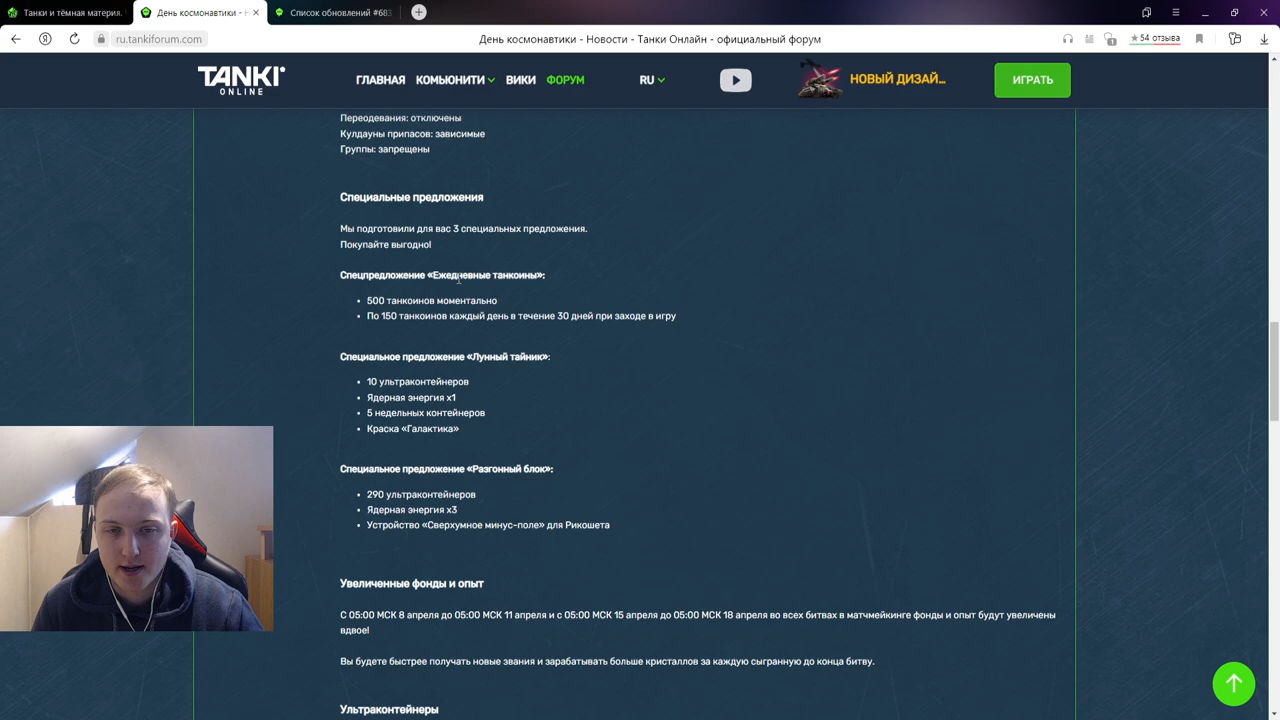 Танки и тёмная материя.
День космонавтики - Н
Список обновлений #683
ru.tankiforum.com
День космонавтики - Новости - Танки Онлайн - официальный форум
★ 54 отзыва
TANKI
ONLINE
ГЛАВНАЯ
КОМЬЮНИТИ
ВИКИ
ФОРУМ
RU
НОВЫЙ ДИЗАЙ...
ИГРАТЬ
Переодевания: отключены
Кулдауны припасов: зависимые
Группы: запрещены
Специальные предложения
Мы подготовили для вас 3 специальных предложения.
Покупайте выгодно!
Спецпредложение «Ежедневные танкоины»:
• 500 танкоинов моментально
• По 150 танкоинов каждый день в течение 30 дней при заходе в игру
Специальное предложение «Лунный тайник»:
• 10 ультраконтейнеров
• Ядерная энергия x1
• 5 недельных контейнеров
• Краска «Галактика»
Специальное предложение «Разгонный блок»:
• 290 ультраконтейнеров
• Ядерная энергия x3
• Устройство «Сверхумное минус-поле» для Рикошета
Увеличенные фонды и опыт
С 05:00 МСК 8 апреля до 05:00 МСК 11 апреля и с 05:00 МСК 15 апреля до 05:00 МСК 18 апреля во всех битвах в матчмейкинге фонды и опыт будут увеличены
вдвое!
Вы будете быстрее получать новые звания и зарабатывать больше кристаллов за каждую сыгранную до конца битву.
Ультраконтейнеры